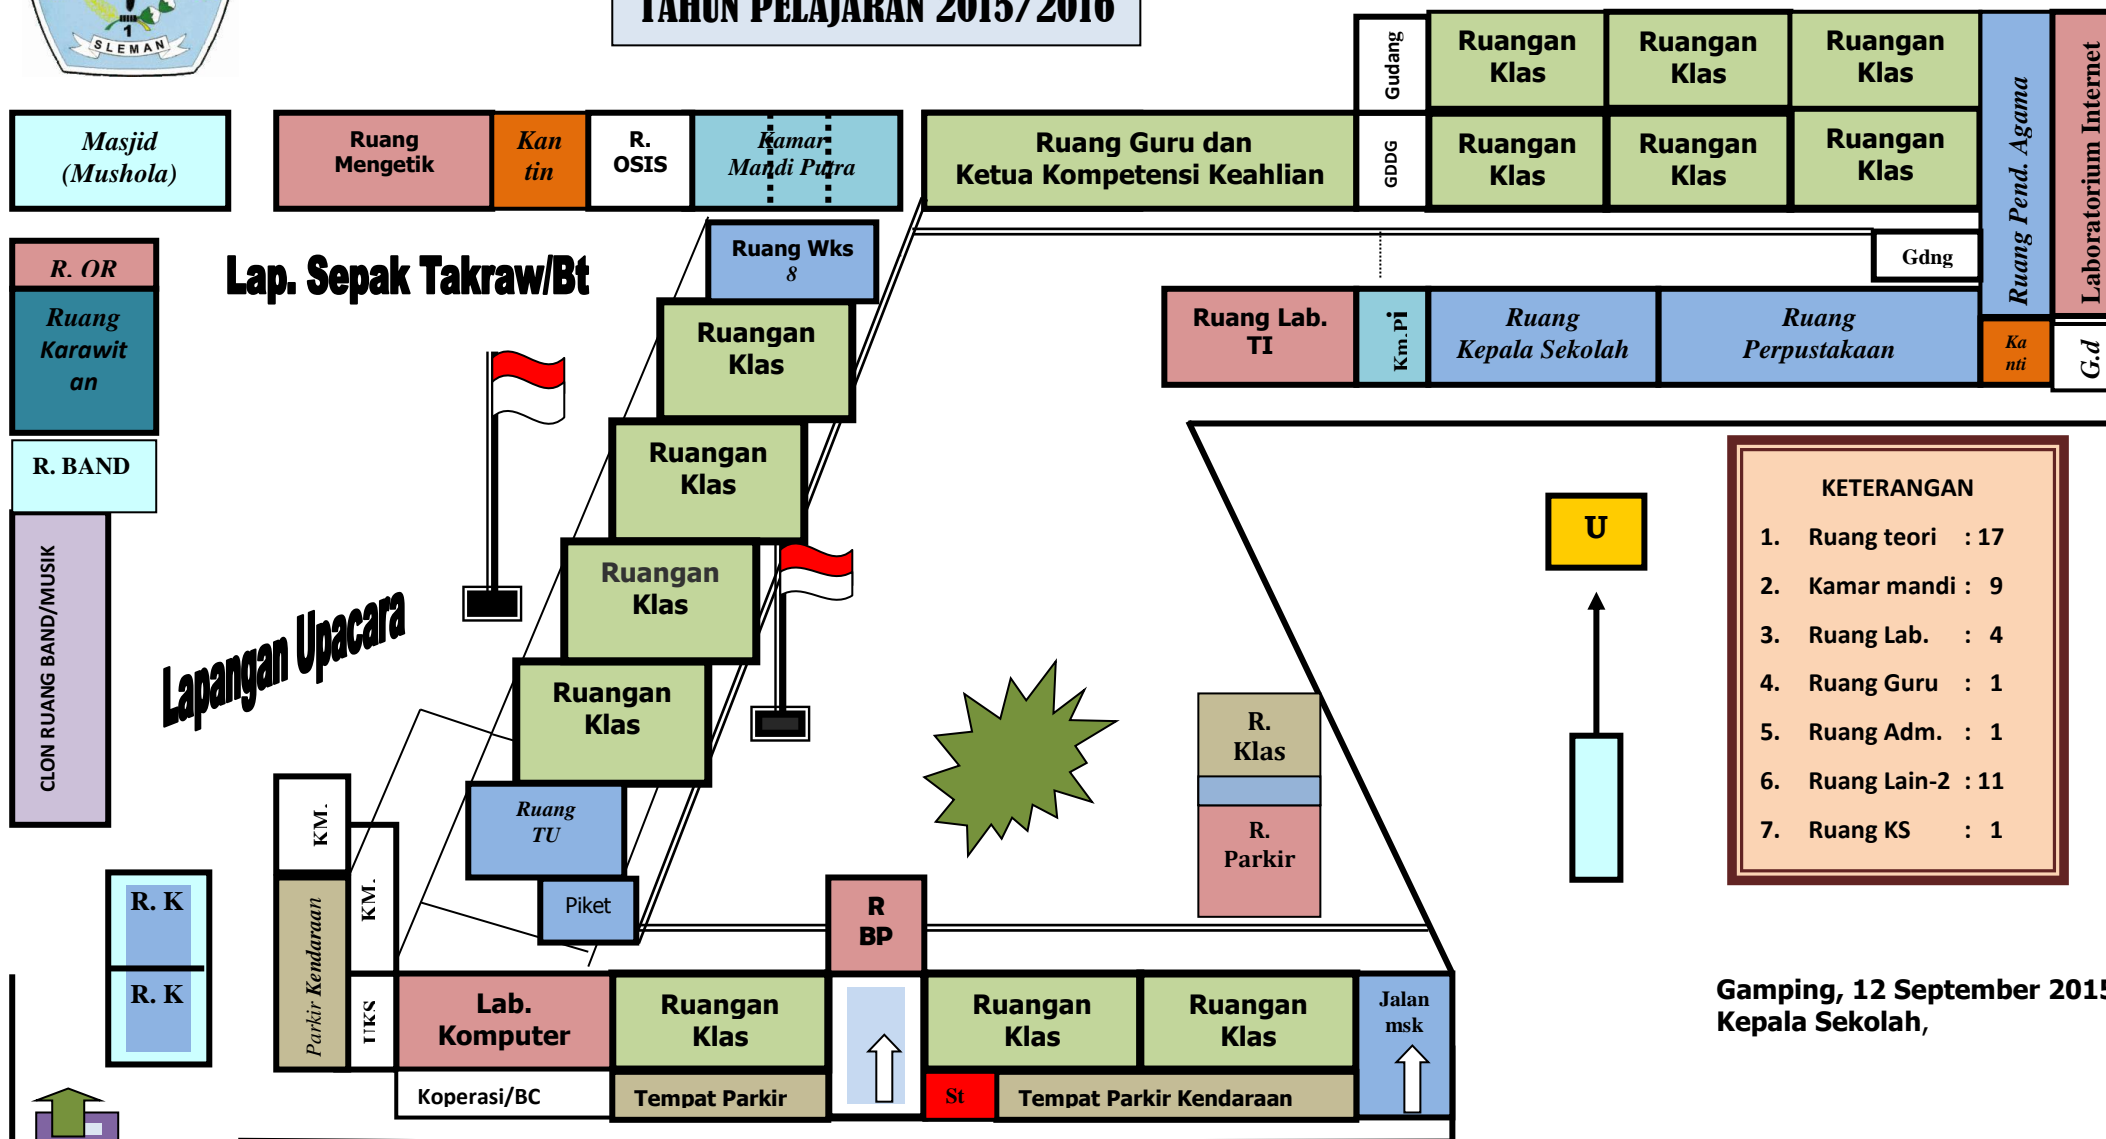 TAHUN PELAJARAN 2015/2016
1
SLEMAN
Gudang
Ruangan
Klas
Ruangan
Klas
Ruangan
Klas
Ruang Pend. Agama
Laboratorium Internet
Masjid
(Mushola)
Ruang
Mengetik
Kan
tin
R.
OSIS
Kamar
Mandi Putra
Ruang Guru dan
Ketua Kompetensi Keahlian
GDDG
Ruangan
Klas
Ruangan
Klas
Ruangan
Klas
R. OR
Lap. Sepak Takraw/Bt
Ruang Wks
8
Gdng
Ruang
Karawit
an
Ruangan
Klas
Ruang Lab.
TI
Km.Pi
Ruang
Kepala Sekolah
Ruang
Perpustakaan
Ka
nti
G.d
R. BAND
Ruangan
Klas
CLON RUANG BAND/MUSIK
Lapangan Upacara
Ruangan
Klas
U
KETERANGAN
1. Ruang teori : 17
2. Kamar mandi : 9
3. Ruang Lab. : 4
4. Ruang Guru : 1
5. Ruang Adm. : 1
6. Ruang Lain-2 : 11
7. Ruang KS : 1
Ruangan
Klas
R.
Klas
R.
Parkir
KM.
Ruang
TU
KM.
Piket
R
BP
R. K
R. K
Parkir Kendaraan
UKS
Lab.
Komputer
Ruangan
Klas
Ruangan
Klas
Ruangan
Klas
Jalan
msk
Koperasi/BC
Tempat Parkir
St
Tempat Parkir Kendaraan
Gamping, 12 September 2015
Kepala Sekolah,